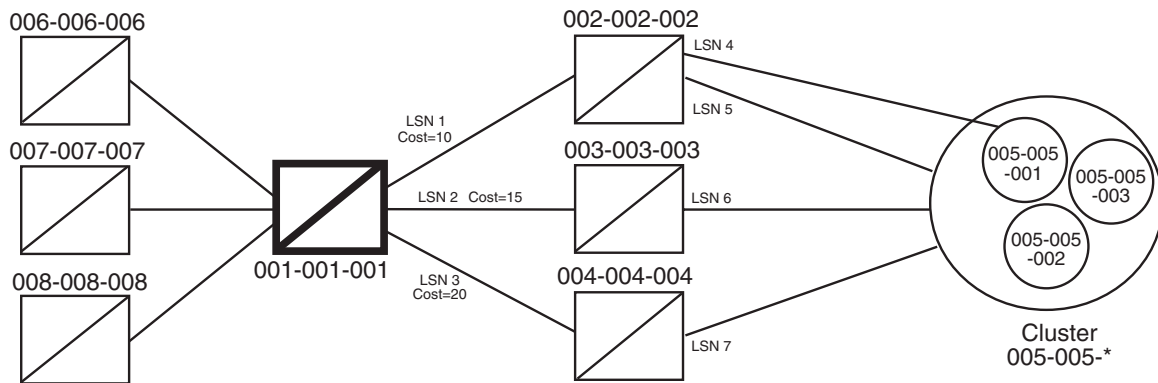 006-006-006
007-007-007
008-008-008
001-001-001
LSN 1
Cost=10
LSN 2 Cost=15
LSN 3
Cost=20
002-002-002
003-003-003
004-004-004
LSN 4
LSN 5
LSN 6
LSN 7
005-005
-001
005-005
-003
005-005
-002
Cluster
005-005-*